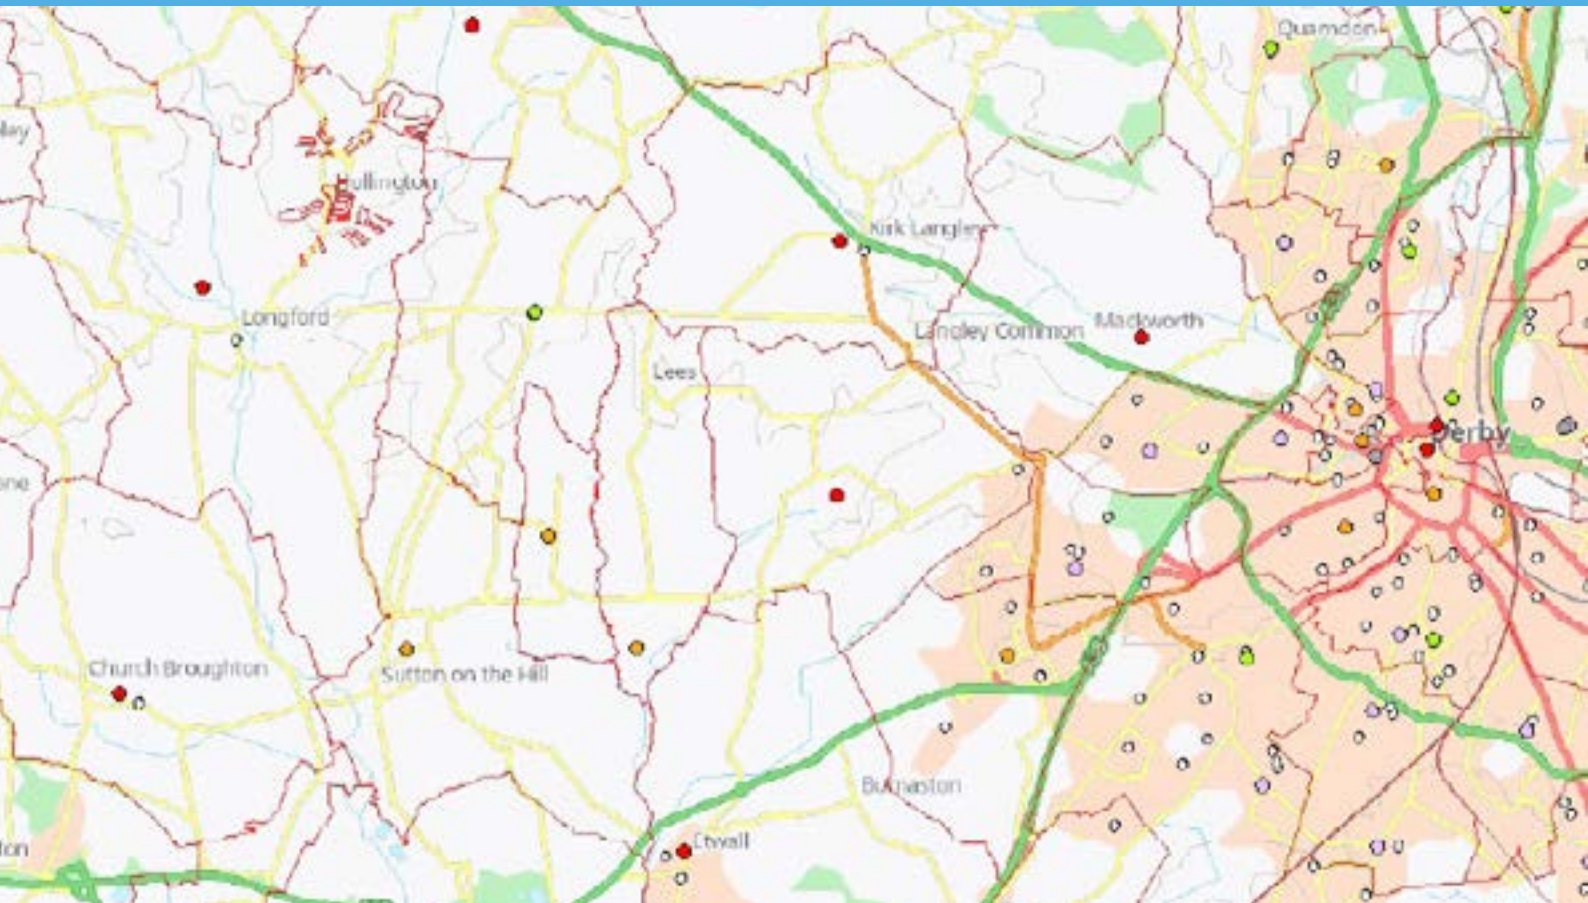 Quarndon
Hollington
Kirk Langley
Longford
Langley Common
Mackworth
Lees
Derby
Church Broughton
Sutton on the Hill
Burnaston
Etwall